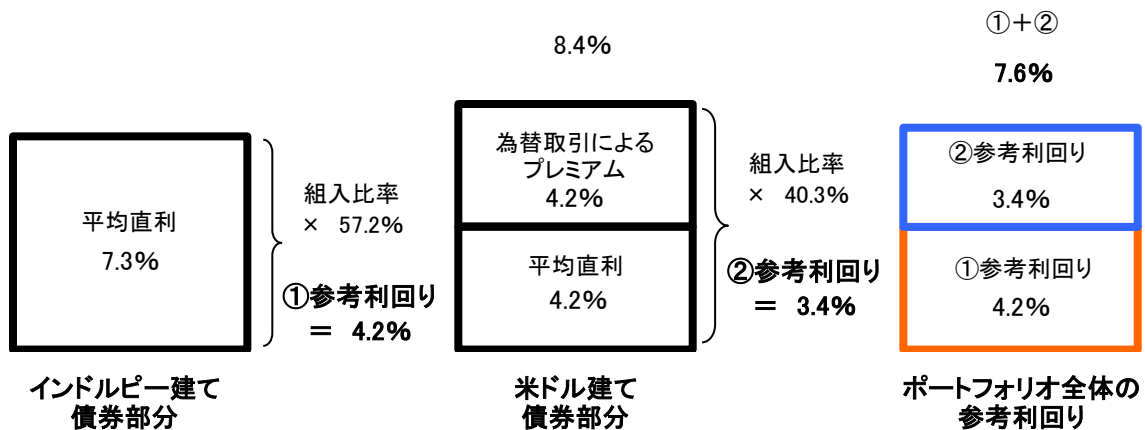 平均直利
7.3%
組入比率
× 57.2%
①参考利回り
＝ 4.2%
インドルピー建て
債券部分
8.4%
為替取引による
プレミアム
4.2%
平均直利
4.2%
組入比率
× 40.3%
②参考利回り
＝ 3.4%
米ドル建て
債券部分
①＋②
7.6%
②参考利回り
3.4%
①参考利回り
4.2%
ポートフォリオ全体の
参考利回り